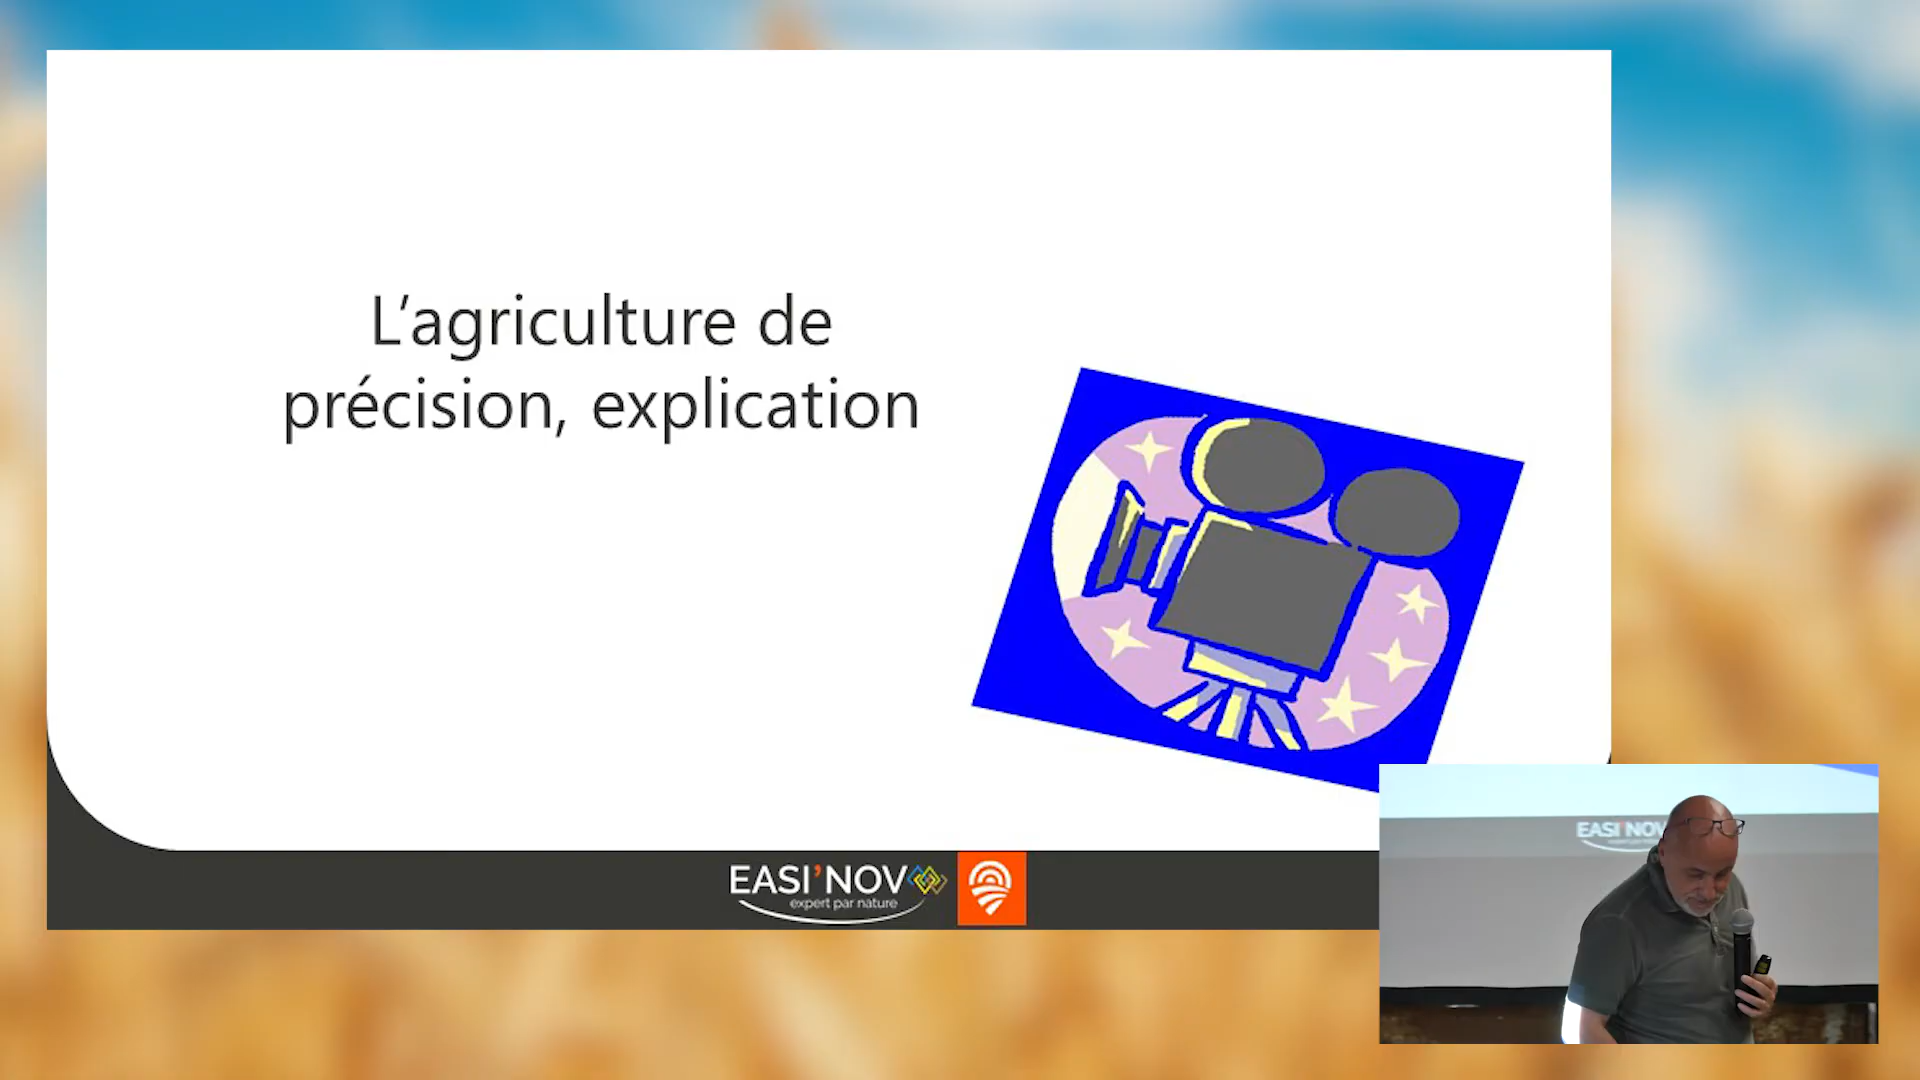 L’agriculture de
précision, explication
EASI'NOV
expert par nature
EASI'NOV